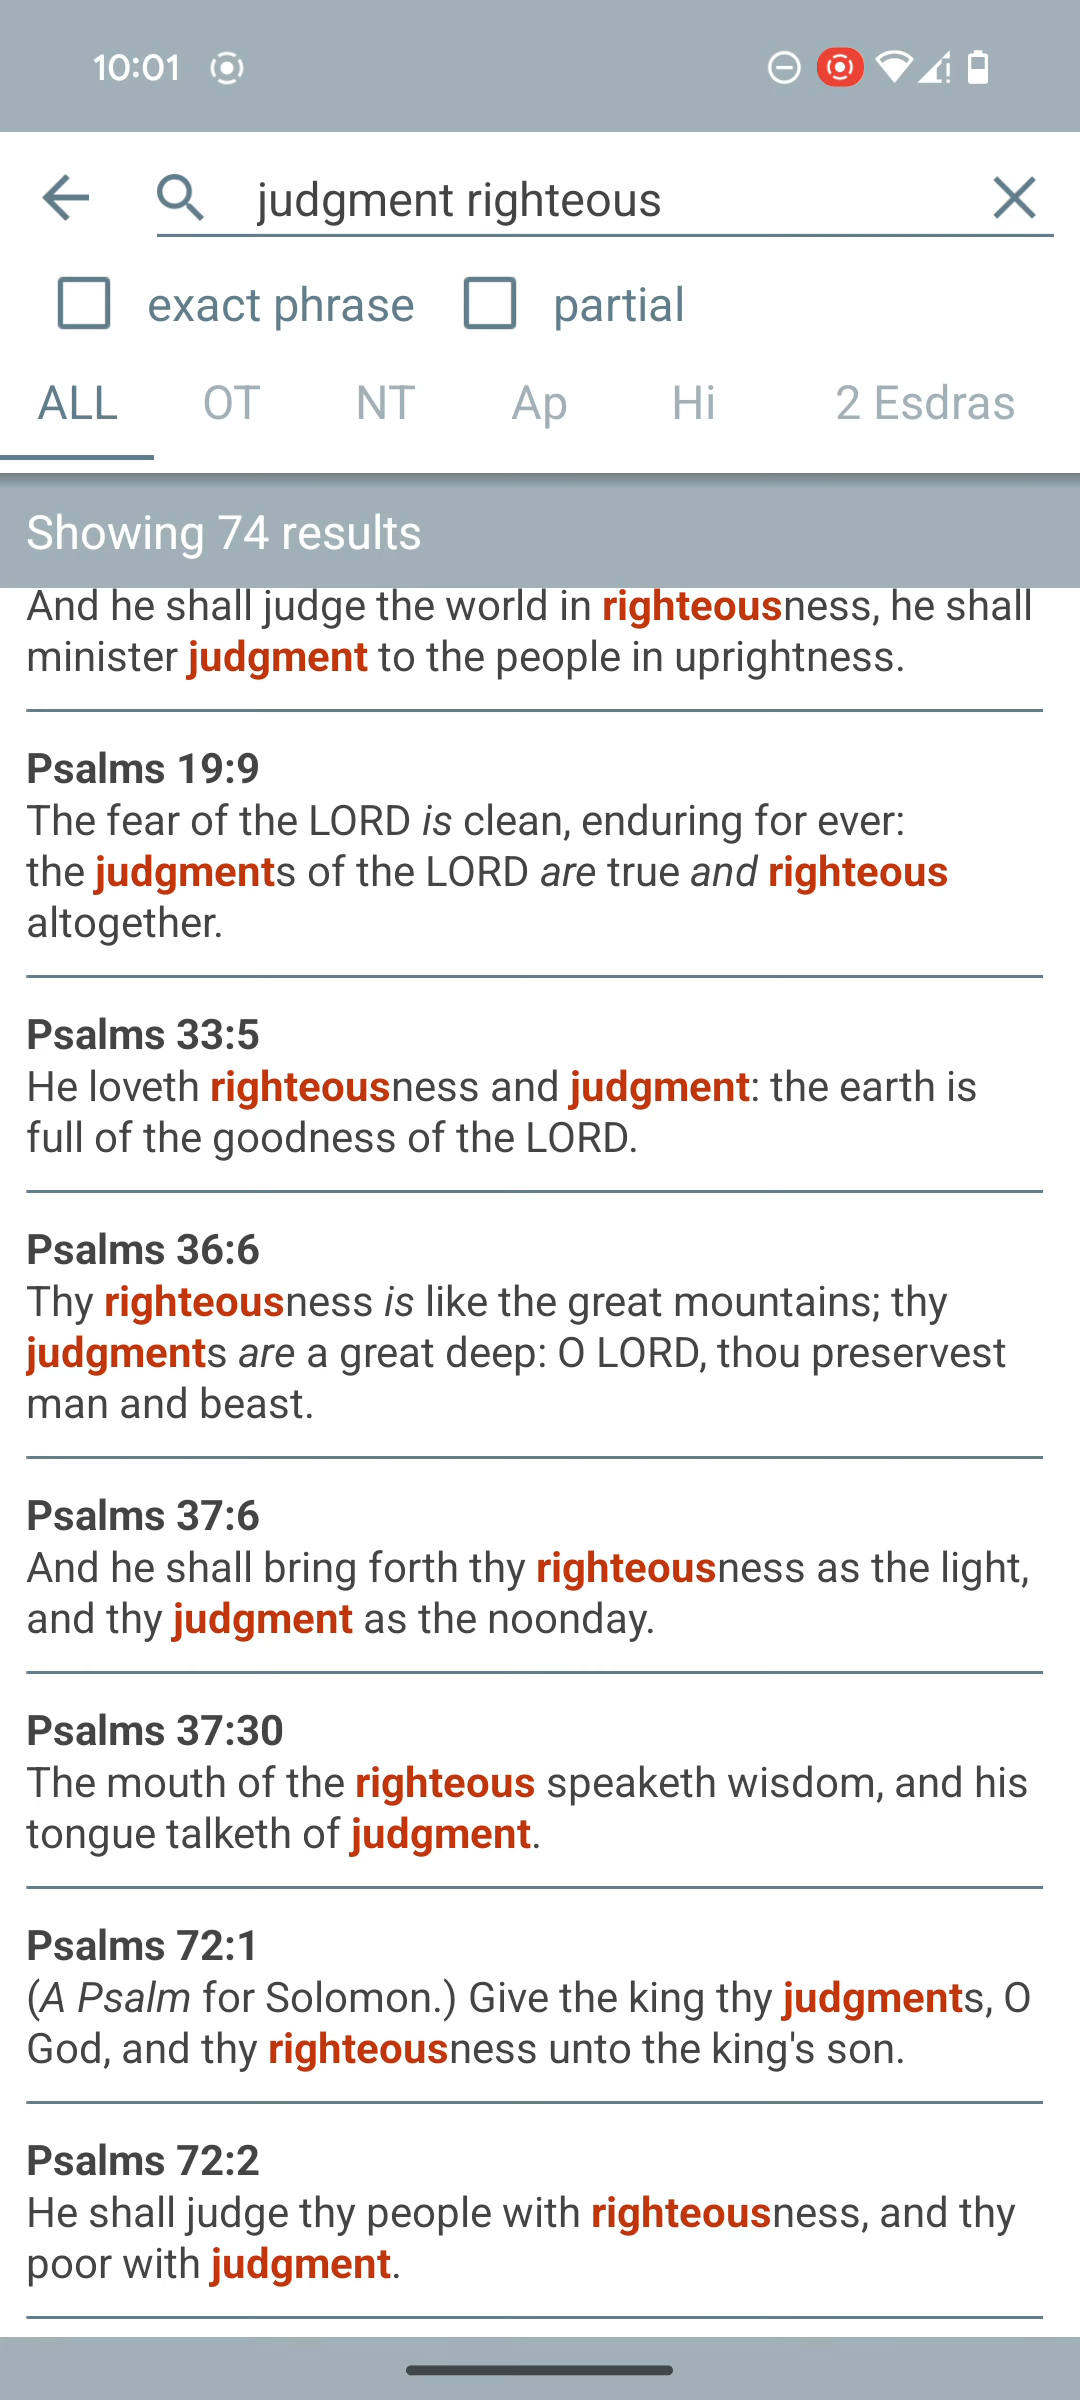 10:01
judgment righteous
exact phrase partial
ALL OT NT Ap Hi 2 Esdras
Showing 74 results
And he shall judge the world in righteousness, he shall
minister judgment to the people in uprightness.
Psalms 19:9
The fear of the LORD is clean, enduring for ever:
the judgments of the LORD are true and righteous
altogether.
Psalms 33:5
He loveth righteousness and judgment: the earth is
full of the goodness of the LORD.
Psalms 36:6
Thy righteousness is like the great mountains; thy
judgments are a great deep: O LORD, thou preservest
man and beast.
Psalms 37:6
And he shall bring forth thy righteousness as the light,
and thy judgment as the noonday.
Psalms 37:30
The mouth of the righteous speaketh wisdom, and his
tongue talketh of judgment.
Psalms 72:1
(A Psalm for Solomon.) Give the king thy judgments, O
God, and thy righteousness unto the king's son.
Psalms 72:2
He shall judge thy people with righteousness, and thy
poor with judgment.